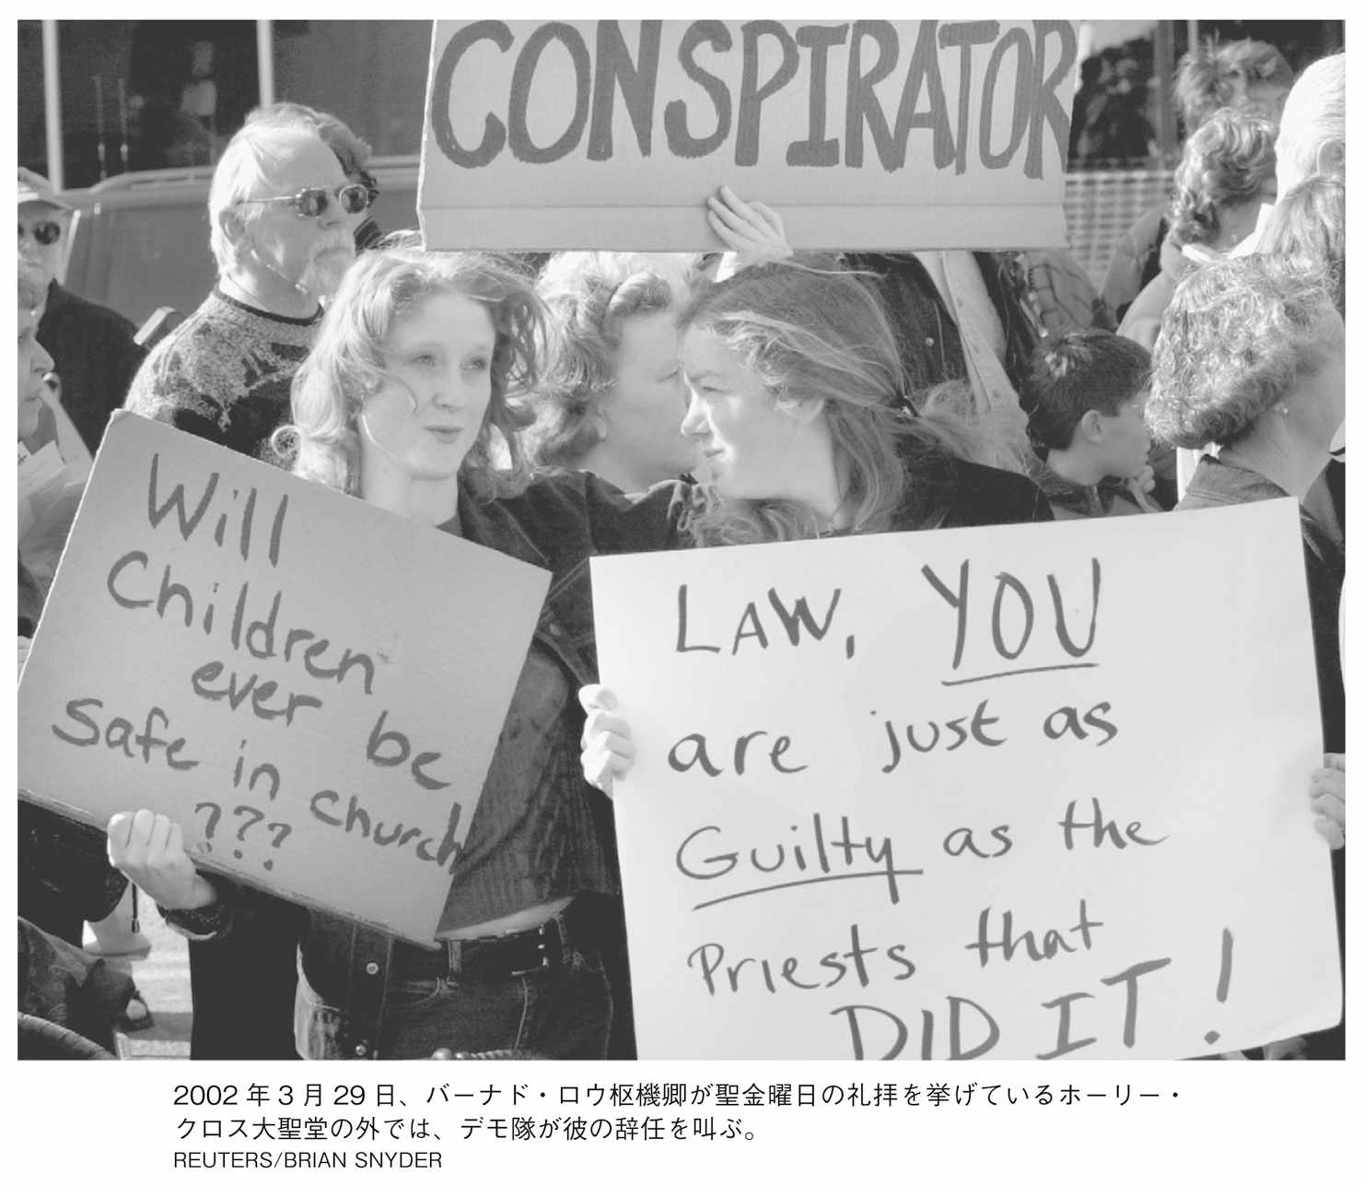 CONSPIRATOR
Will
Children
ever be
safe in church
???
LAW, YOU
are just as
Guilty as the
Priests that
DID IT!
2002年3月29日、バーナド・ロウ枢機卿が聖金曜日の礼拝を挙げているホーリー・
クロス大聖堂の外では、デモ隊が彼の辞任を叫ぶ。
REUTERS/BRIAN SNYDER